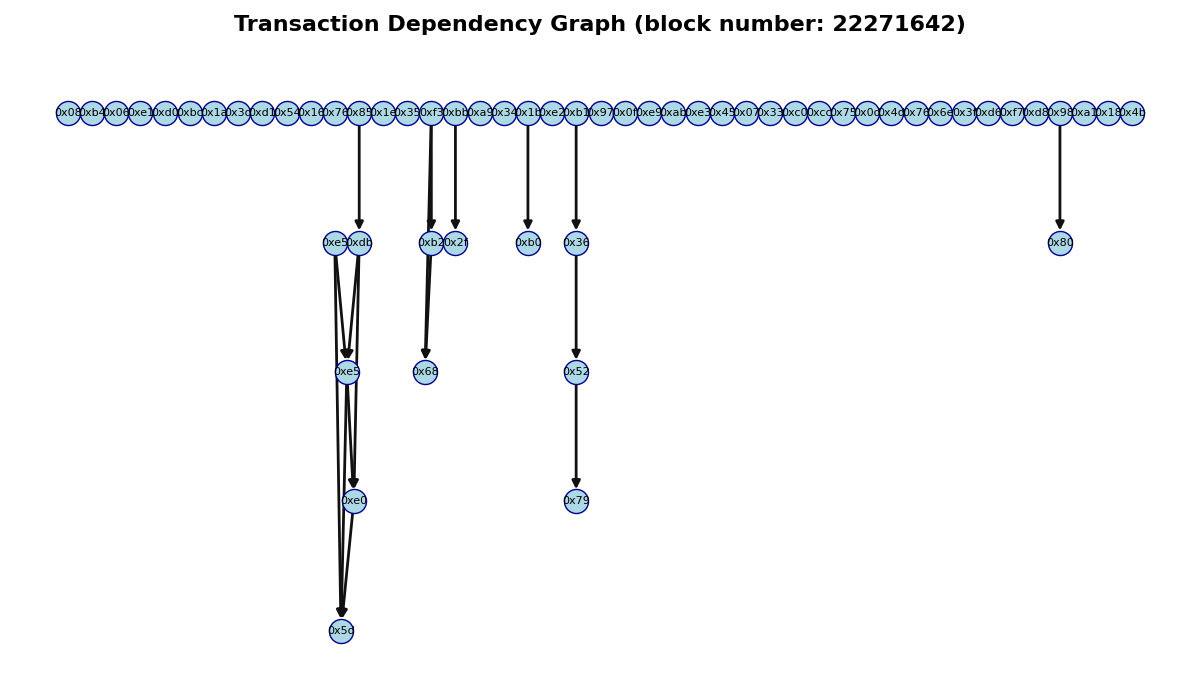 Transaction Dependency Graph (block number: 22271642)
0x08 0xb4 0x06 0xe1 0xd0 0xbc 0x1a 0x3c 0xd1 0x54 0x16 0x76 0x85 0x1e 0x35 0xf3 0xbb 0xa9 0x34 0x1b 0xe2 0xb1 0x97 0x0f 0xe9 0xab 0xe3 0x45 0x07 0x33 0xc0 0xcc 0x75 0x0c 0x4c 0x76 0x6e 0x3f 0xd6 0xf7 0xd8 0x98 0xa1 0x18 0x4b
0xe5 0xdb 0xb2 0x2f 0xb0 0x36 0x80
0xe5 0x68 0x52
0xe0 0x79
0x5d